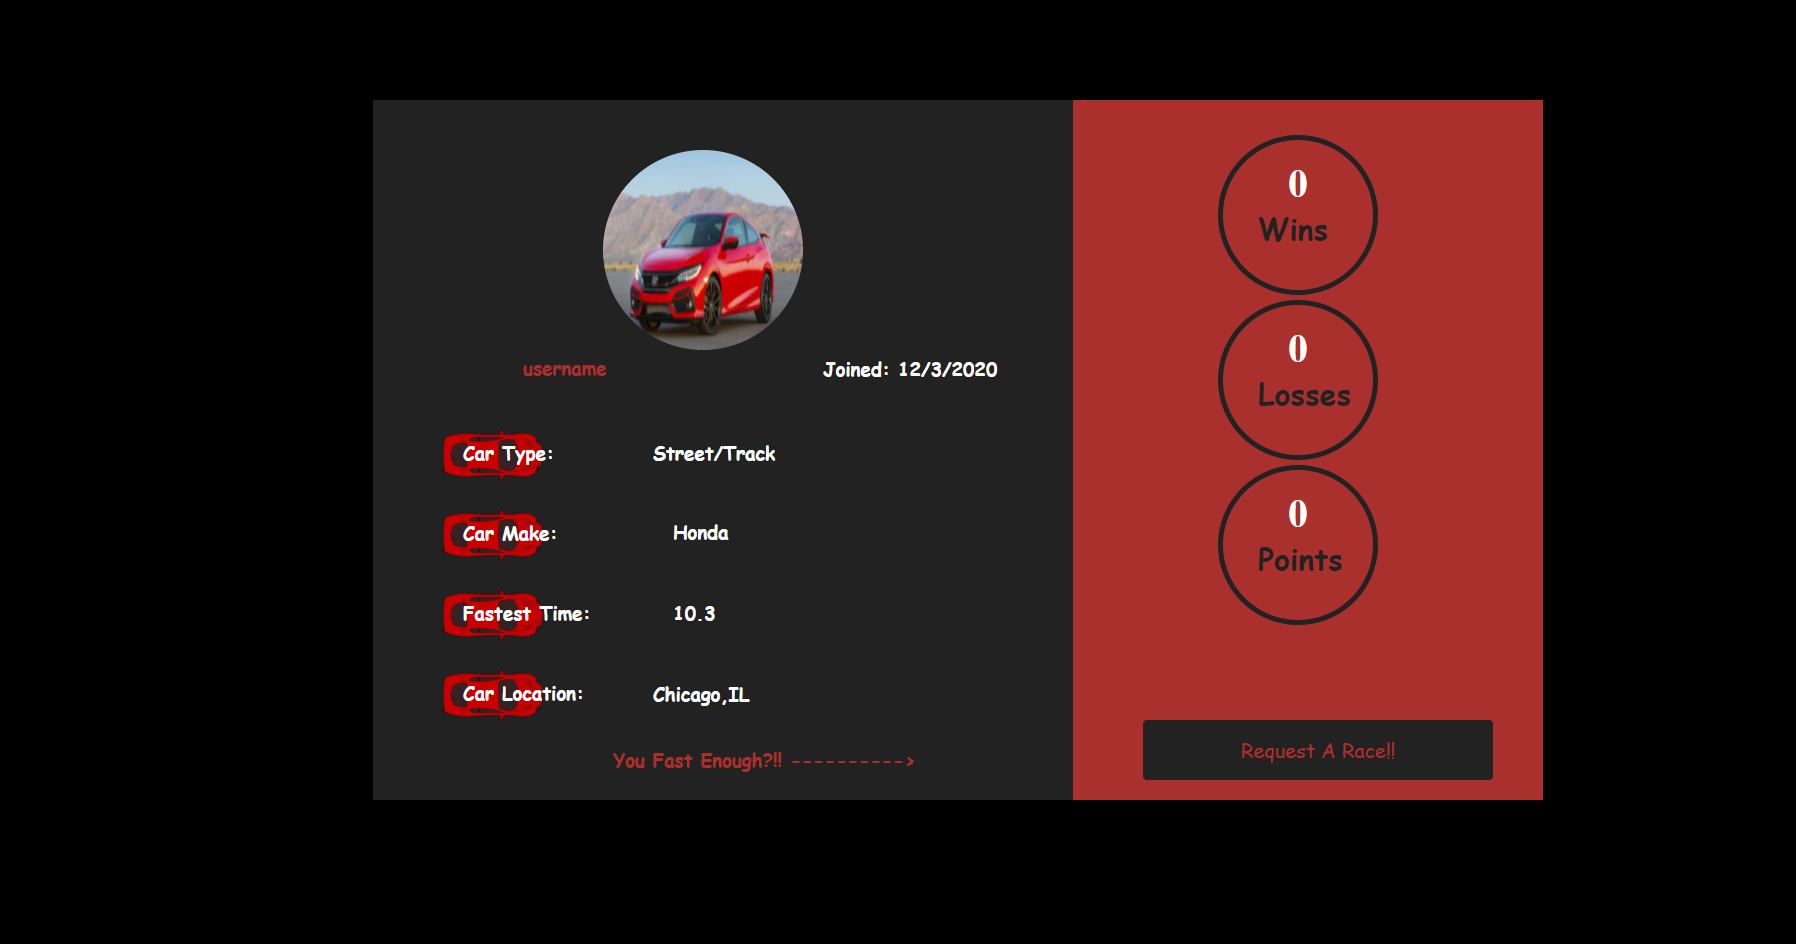 username
Joined: 12/3/2020
Car Type: Street/Track
Car Make: Honda
Fastest Time: 10.3
Car Location: Chicago,IL
You Fast Enough?!! ---------->
0
Wins
0
Losses
0
Points
Request A Race!!